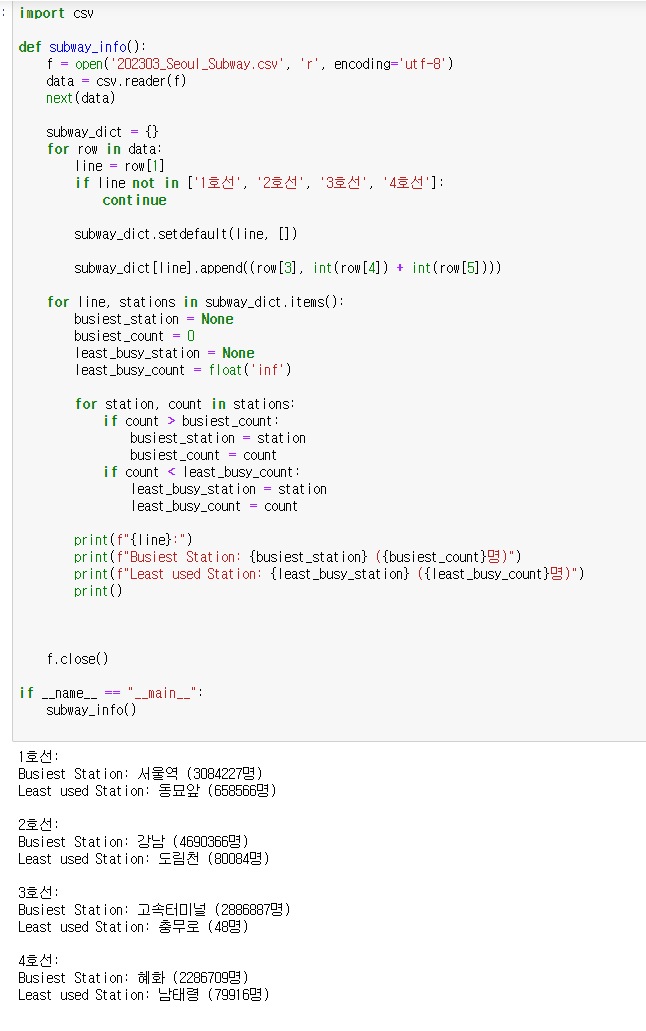 import csv
def subway_info():
    f = open('202303_Seoul_Subway.csv', 'r', encoding='utf-8')
    data = csv.reader(f)
    next(data)
    subway_dict = {}
    for row in data:
        line = row[1]
        if line not in ['1호선', '2호선', '3호선', '4호선']:
            continue
        subway_dict.setdefault(line, [])
        subway_dict[line].append((row[3], int(row[4]) + int(row[5])))
    for line, stations in subway_dict.items():
        busiest_station = None
        busiest_count = 0
        least_busy_station = None
        least_busy_count = float('inf')
        for station, count in stations:
            if count > busiest_count:
                busiest_station = station
                busiest_count = count
            if count < least_busy_count:
                least_busy_station = station
                least_busy_count = count
        print(f"{line}:")
        print(f"Busiest Station: {busiest_station} ({busiest_count}명)")
        print(f"Least used Station: {least_busy_station} ({least_busy_count}명)")
        print()
    f.close()
if __name__ == "__main__":
    subway_info()
1호선:
Busiest Station: 서울역 (3084227명)
Least used Station: 동묘앞 (658566명)
2호선:
Busiest Station: 강남 (4690366명)
Least used Station: 도림천 (80084명)
3호선:
Busiest Station: 고속터미널 (2886887명)
Least used Station: 충무로 (48명)
4호선:
Busiest Station: 혜화 (2286709명)
Least used Station: 남태령 (79916명)